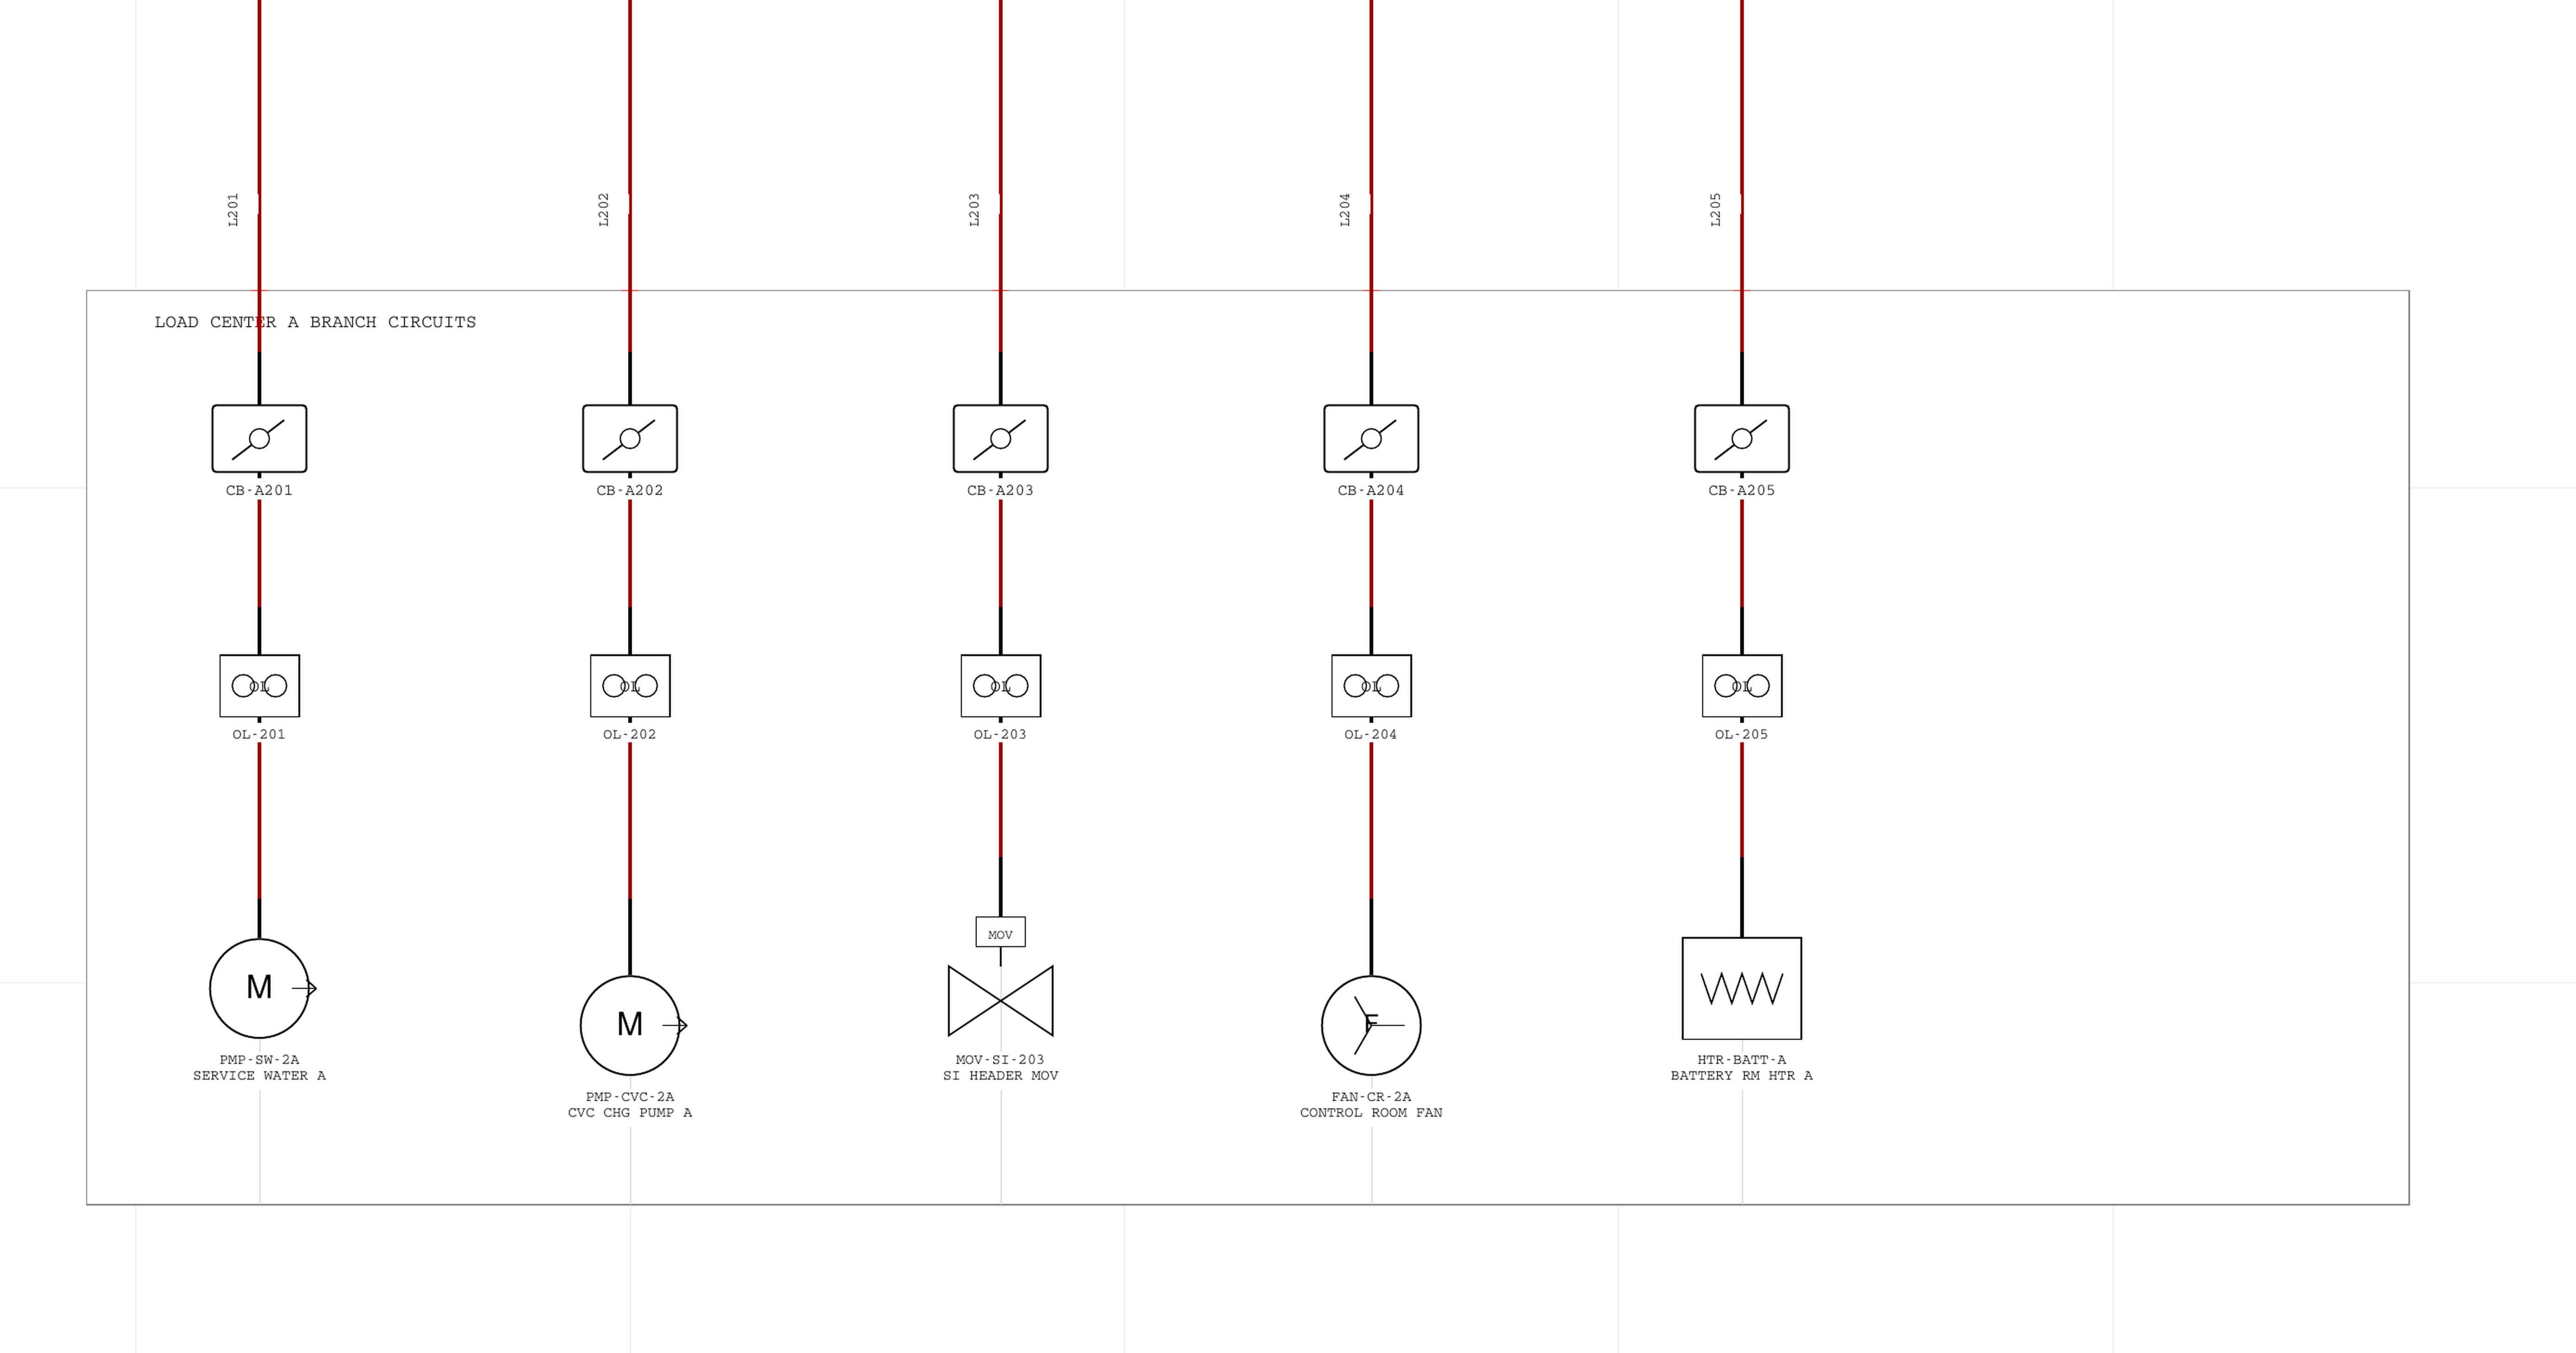 L201
L202
L203
L204
L205
LOAD CENTER A BRANCH CIRCUITS
CB-A201
CB-A202
CB-A203
CB-A204
CB-A205
OL
OL
OL
OL
OL
OL-201
OL-202
OL-203
OL-204
OL-205
MOV
M
M
F
PMP-SW-2A
SERVICE WATER A
PMP-CVC-2A
CVC CHG PUMP A
MOV-SI-203
SI HEADER MOV
FAN-CR-2A
CONTROL ROOM FAN
HTR-BATT-A
BATTERY RM HTR A